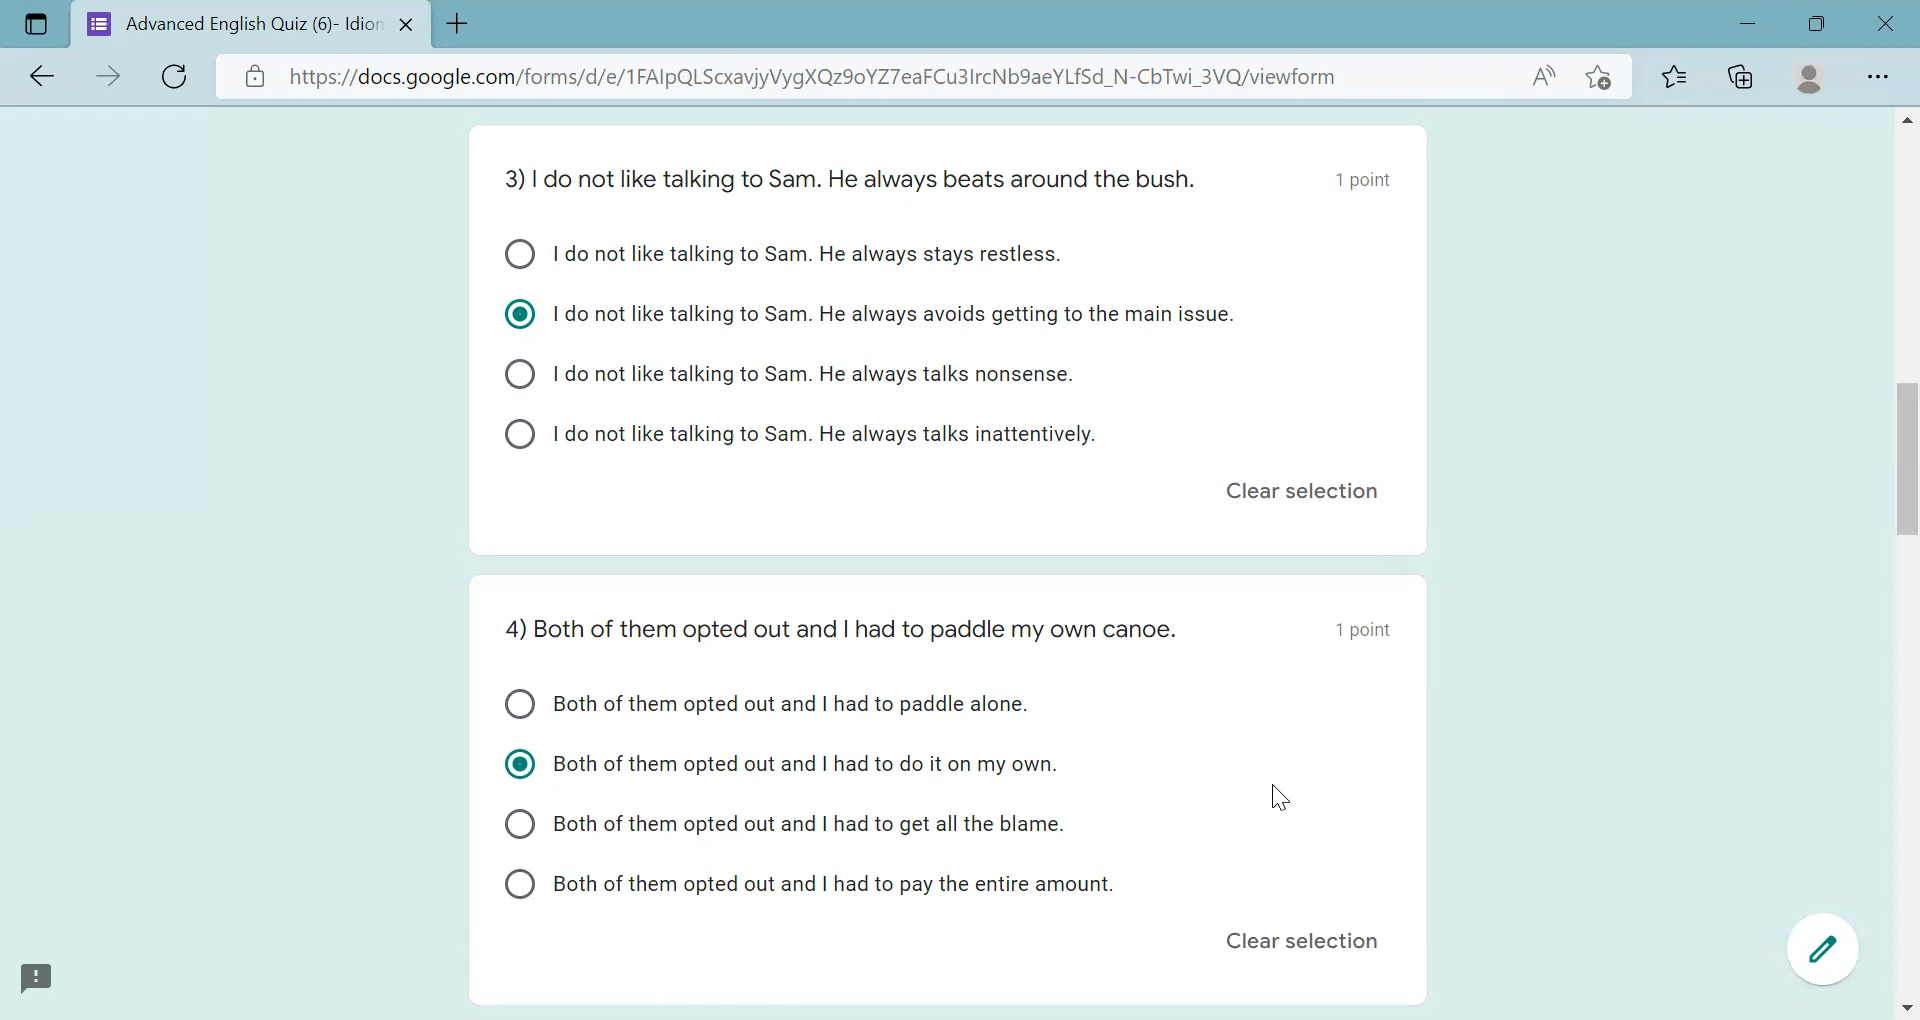 Advanced English Quiz (6)- Idion
https://docs.google.com/forms/d/e/1FAIpQLScxavjyVygXQz9oYZ7eaFCu3IrcNb9aeYLfSd_N-CbTwi_3VQ/viewform
3) I do not like talking to Sam. He always beats around the bush.
1 point
I do not like talking to Sam. He always stays restless.
I do not like talking to Sam. He always avoids getting to the main issue.
I do not like talking to Sam. He always talks nonsense.
I do not like talking to Sam. He always talks inattentively.
Clear selection
4) Both of them opted out and I had to paddle my own canoe.
1 point
Both of them opted out and I had to paddle alone.
Both of them opted out and I had to do it on my own.
Both of them opted out and I had to get all the blame.
Both of them opted out and I had to pay the entire amount.
Clear selection